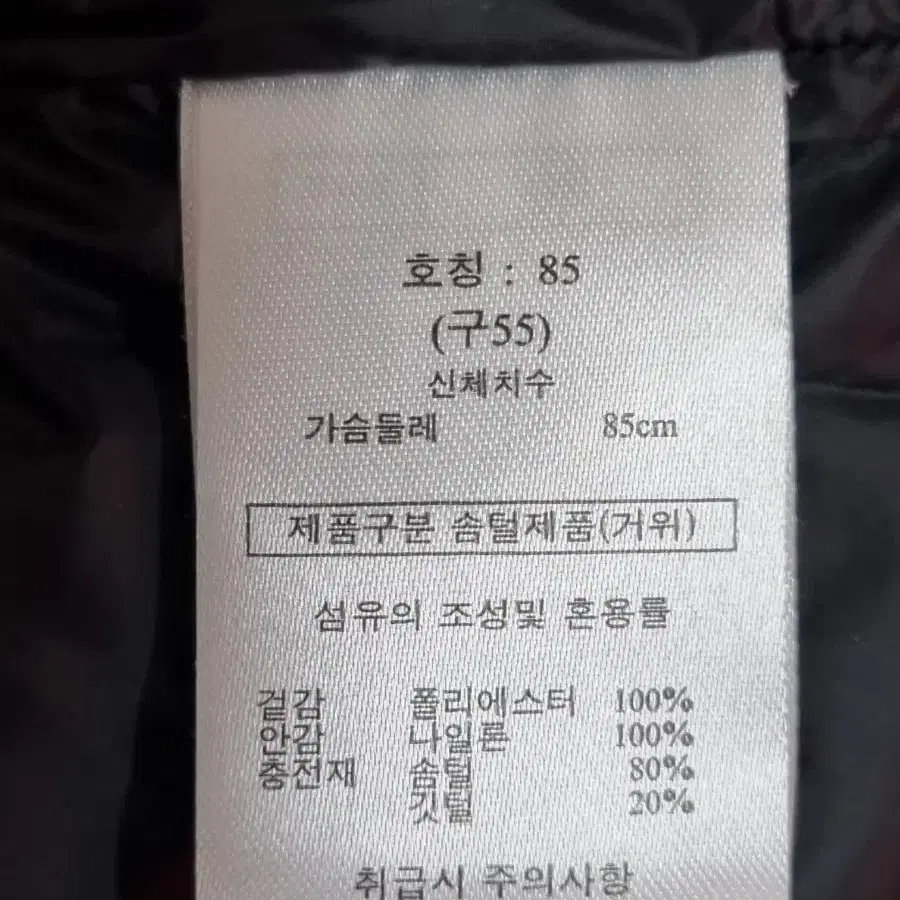 호칭 : 85
(구55)
신체치수
가슴둘레 85cm
제품구분 솜털제품(거위)
섬유의 조성및 혼용률
겉감 폴리에스터 100%
안감 나일론 100%
충전재 솜털 80%
깃털 20%
취급시 주의사항